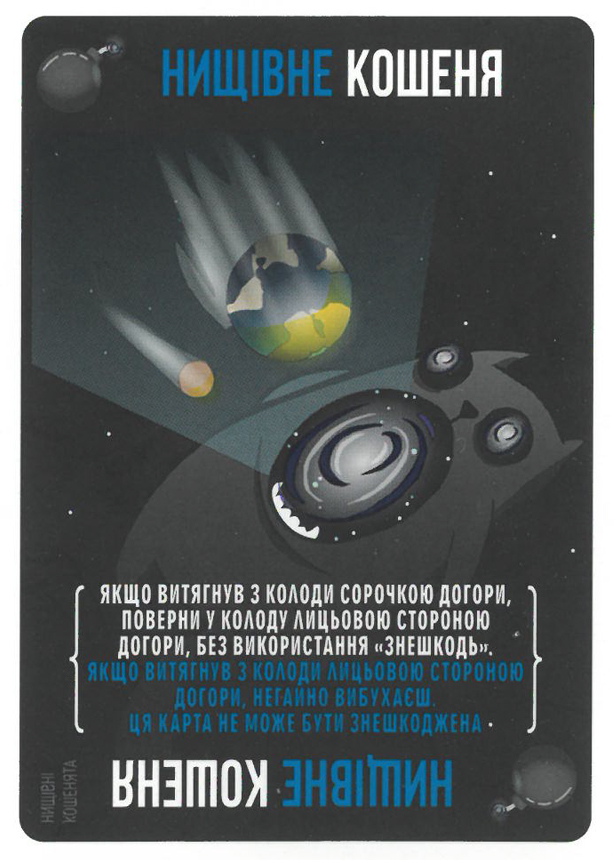 НИЩІВНЕ КОШЕНЯ
ЯКЩО ВИТЯГНУВ З КОЛОДИ СОРОЧКОЮ ДОГОРИ,
ПОВЕРНИ У КОЛОДУ ЛИЦЬОВОЮ СТОРОНОЮ
ДОГОРИ, БЕЗ ВИКОРИСТАННЯ «ЗНЕШКОДЬ».
ЯКЩО ВИТЯГНУВ З КОЛОДИ ЛИЦЬОВОЮ СТОРОНОЮ
ДОГОРИ, НЕГАЙНО ВИБУХАЄШ.
ЦЯ КАРТА НЕ МОЖЕ БУТИ ЗНЕШКОДЖЕНА
НИЩІВНІ
КОШЕНЯТА
НИЩІВНЕ КОШЕНЯ